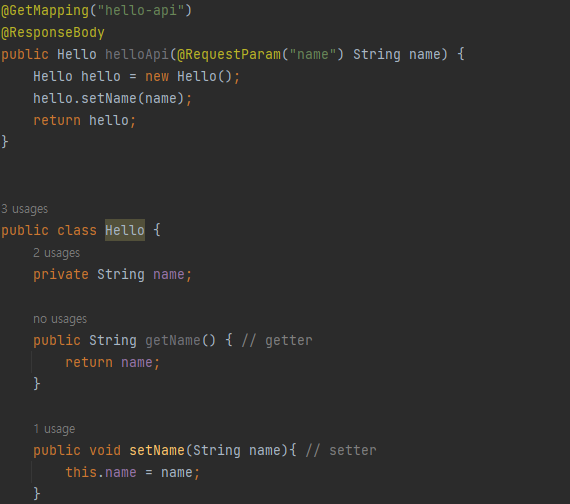 @GetMapping("hello-api")
@ResponseBody
public Hello helloApi(@RequestParam("name") String name) {
    Hello hello = new Hello();
    hello.setName(name);
    return hello;
}
3 usages
public class Hello {
    2 usages
    private String name;
    no usages
    public String getName() { // getter
        return name;
    }
    1 usage
    public void setName(String name){ // setter
        this.name = name;
    }